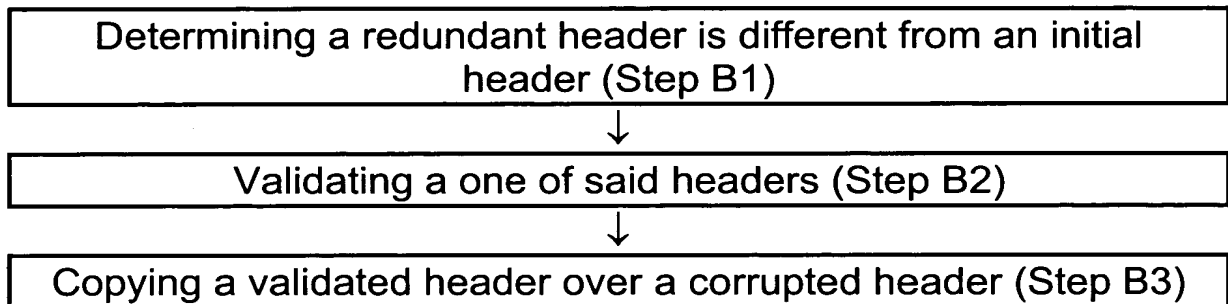 Determining a redundant header is different from an initial
header (Step B1)
↓
Validating a one of said headers (Step B2)
↓
Copying a validated header over a corrupted header (Step B3)